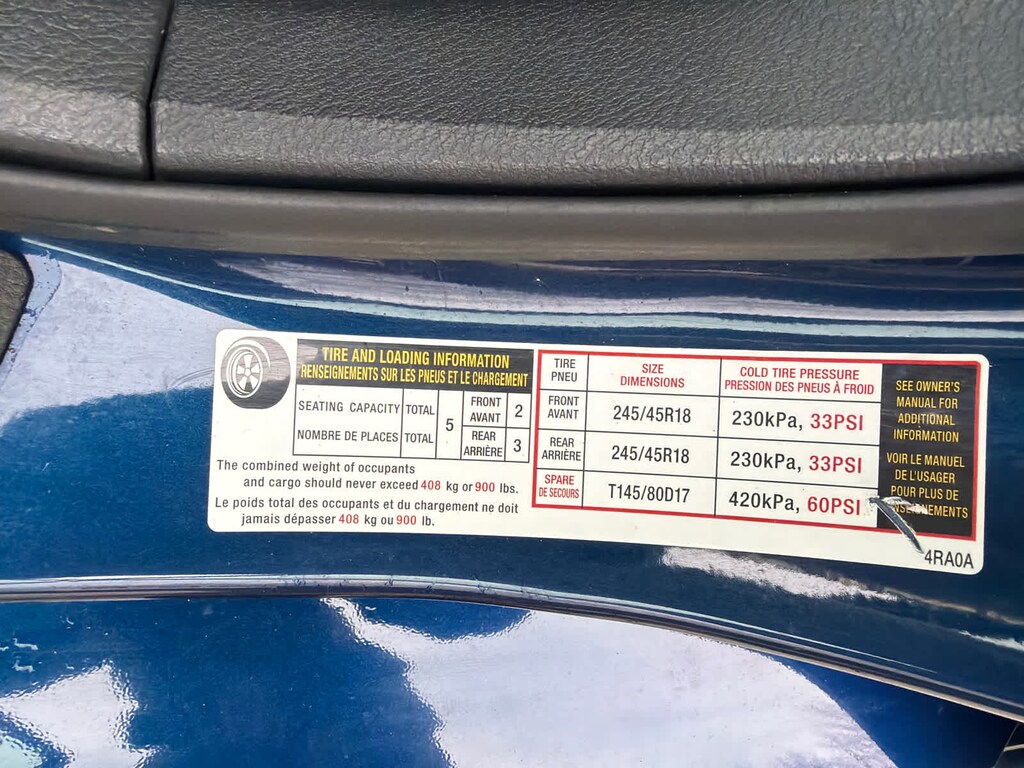 TIRE AND LOADING INFORMATION
RENSEIGNEMENTS SUR LES PNEUS ET LE CHARGEMENT
SEATING CAPACITY TOTAL
NOMBRE DE PLACES TOTAL
5
FRONT
AVANT
2
REAR
ARRIÈRE
3
The combined weight of occupants
and cargo should never exceed 408 kg or 900 lbs.
Le poids total des occupants et du chargement ne doit
jamais dépasser 408 kg ou 900 lb.
TIRE
PNEU
SIZE
DIMENSIONS
COLD TIRE PRESSURE
PRESSION DES PNEUS À FROID
FRONT
AVANT
245/45R18
230kPa, 33PSI
REAR
ARRIÈRE
245/45R18
230kPa, 33PSI
SPARE
DE SECOURS
T145/80D17
420kPa, 60PSI
SEE OWNER'S
MANUAL FOR
ADDITIONAL
INFORMATION
VOIR LE MANUEL
DE L'USAGER
POUR PLUS DE
4RA0A